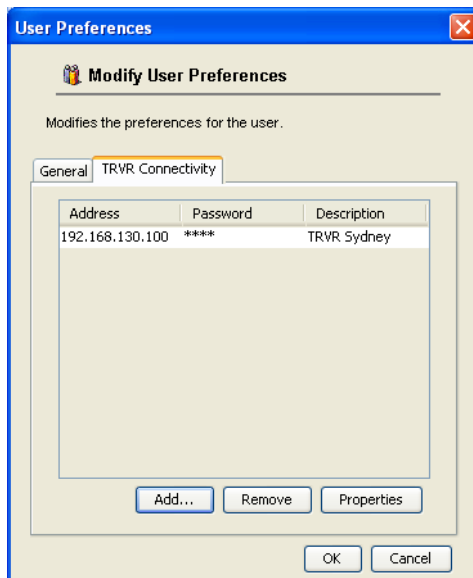 User Preferences
Modify User Preferences
Modifies the preferences for the user.
General TRVR Connectivity
Address Password Description
192.168.130.100 **** TRVR Sydney
Add... Remove Properties
OK Cancel